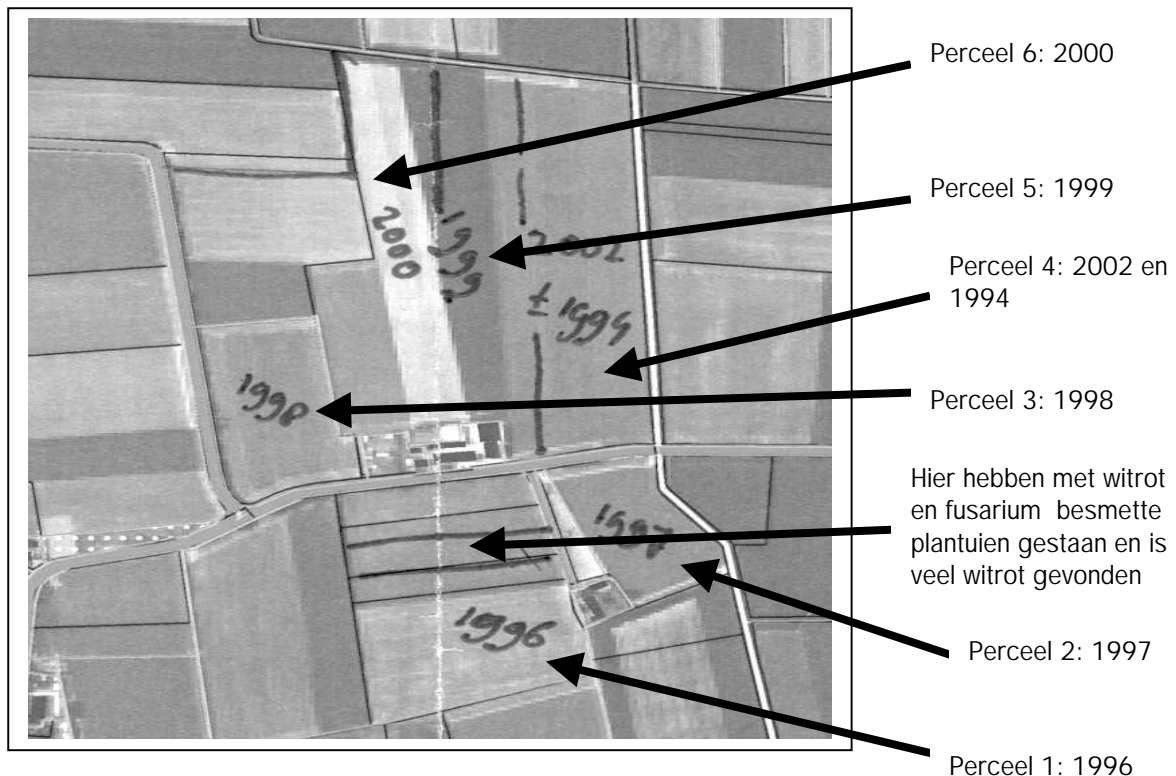 Perceel 6: 2000
Perceel 5: 1999
Perceel 4: 2002 en
1994
Perceel 3: 1998
Hier hebben met witrot
en fusarium besmette
plantuien gestaan en is
veel witrot gevonden
Perceel 2: 1997
Perceel 1: 1996
2000
1999
2002
± 1994
1998
1997
1996